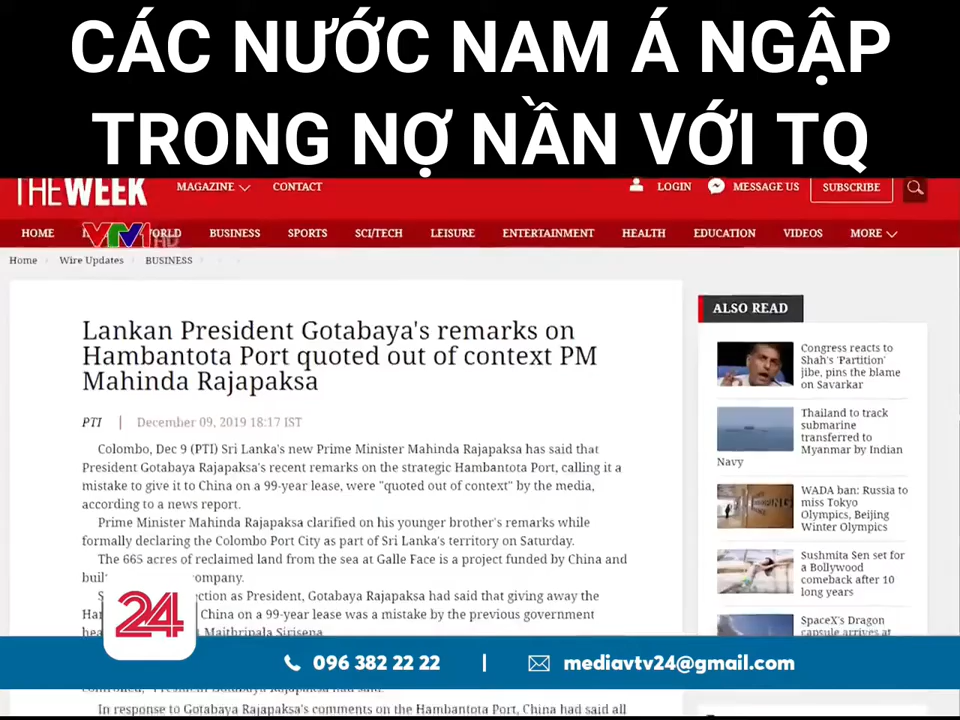 CÁC NƯỚC NAM Á NGẬP
TRONG NỢ NẦN VỚI TQ
THE WEEK
MAGAZINE
CONTACT
LOGIN
MESSAGE US
SUBSCRIBE
HOME
VTV1 HD
ORLD
BUSINESS
SPORTS
SCI/TECH
LEISURE
ENTERTAINMENT
HEALTH
EDUCATION
VIDEOS
MORE
Home
Wire Updates
BUSINESS
Lankan President Gotabaya's remarks on
Hambantota Port quoted out of context PM
Mahinda Rajapaksa
PTI | December 09, 2019 18:17 IST
Colombo, Dec 9 (PTI) Sri Lanka's new Prime Minister Mahinda Rajapaksa has said that
President Gotabaya Rajapaksa's recent remarks on the strategic Hambantota Port, calling it a
mistake to give it to China on a 99-year lease, were "quoted out of context" by the media,
according to a news report.
Prime Minister Mahinda Rajapaksa clarified on his younger brother's remarks while
formally declaring the Colombo Port City as part of Sri Lanka's territory on Saturday.
The 665 acres of reclaimed land from the sea at Galle Face is a project funded by China and
company.
ction as President, Gotabaya Rajapaksa had said that giving away the
China on a 99-year lease was a mistake by the previous government
Maithripala Sirisena.
President Gotabaya Rajapaksa had said.
In response to Gotabaya Rajapaksa's comments on the Hambantota Port, China had said all
ALSO READ
Congress reacts to
Shah's 'Partition'
jibe, pins the blame
on Savarkar
Thailand to track
submarine
transferred to
Myanmar by Indian
Navy
WADA ban: Russia to
miss Tokyo
Olympics, Beijing
Winter Olympics
Sushmita Sen set for
a Bollywood
comeback after 10
long years
SpaceX's Dragon
capsule arrives at
24
096 382 22 22 | mediavtv24@gmail.com